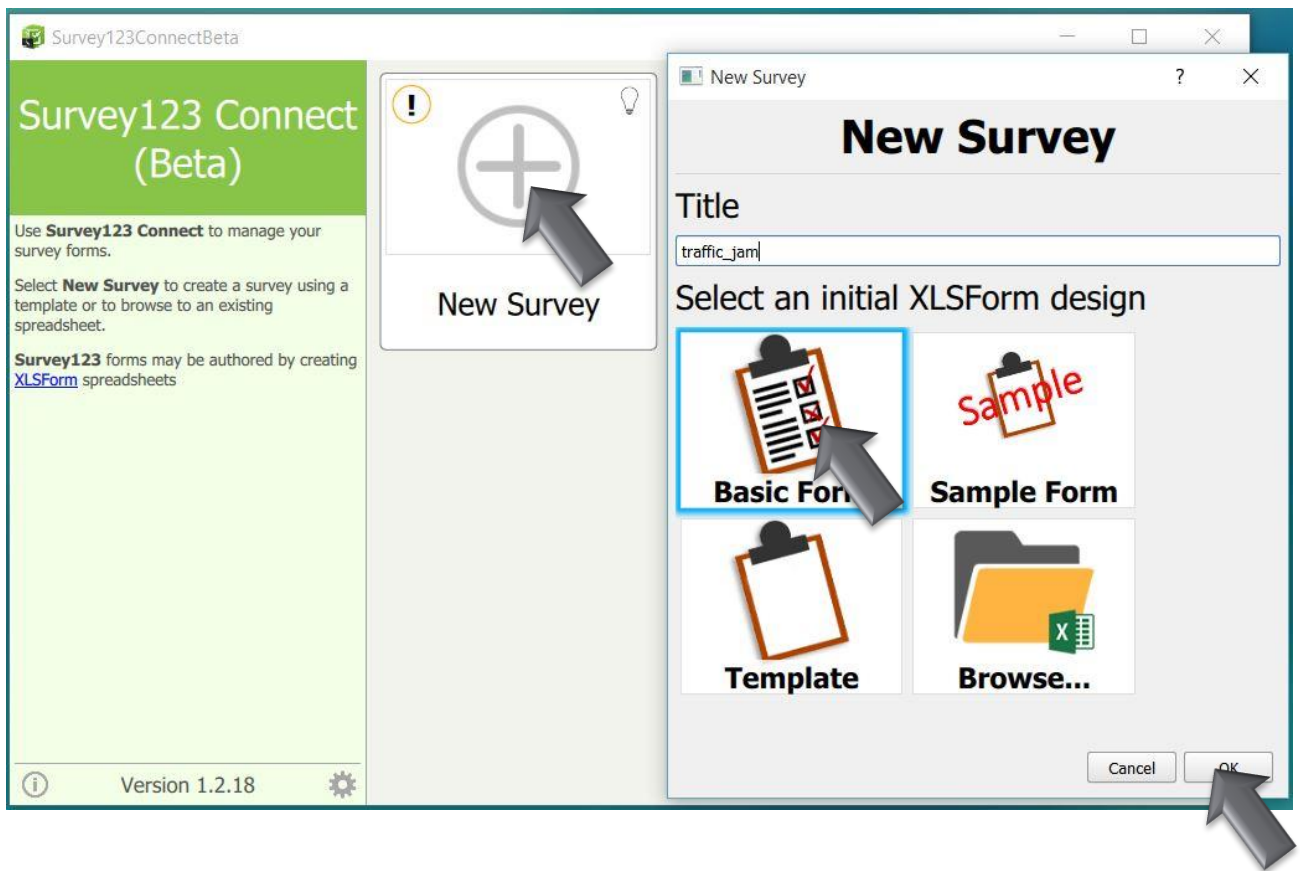 Survey123ConnectBeta
Survey123 Connect
(Beta)
Use Survey123 Connect to manage your
survey forms.
Select New Survey to create a survey using a
template or to browse to an existing
spreadsheet.
Survey123 forms may be authored by creating
XLSForm spreadsheets
Version 1.2.18
!
New Survey
New Survey
?
New Survey
Title
traffic_jam
Select an initial XLSForm design
Basic For
Sample
Sample Form
Template
X
Browse...
Cancel
OK